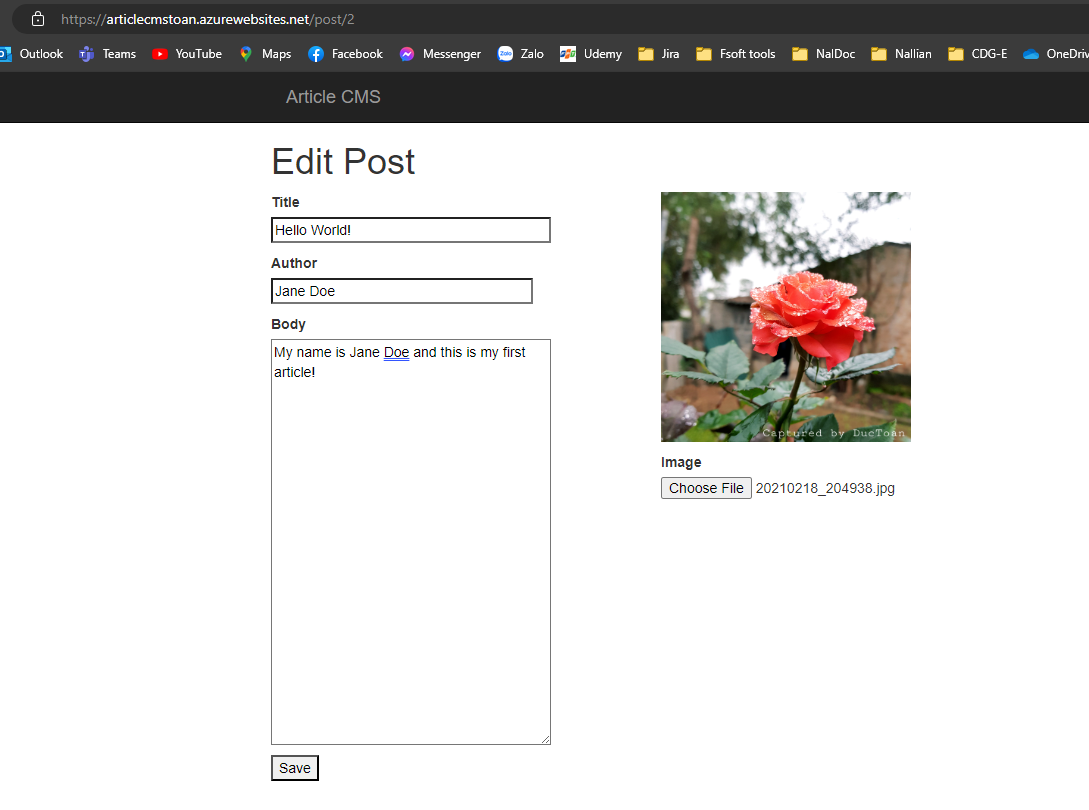 https://articlecmstoan.azurewebsites.net/post/2
Outlook Teams YouTube Maps Facebook Messenger Zalo Udemy Jira Fsoft tools NalDoc Nallian CDG-E OneDriv
Article CMS
Edit Post
Title
Hello World!
Author
Jane Doe
Body
My name is Jane Doe and this is my first
article!
Save
Captured by DucToan
Image
Choose File 20210218_204938.jpg